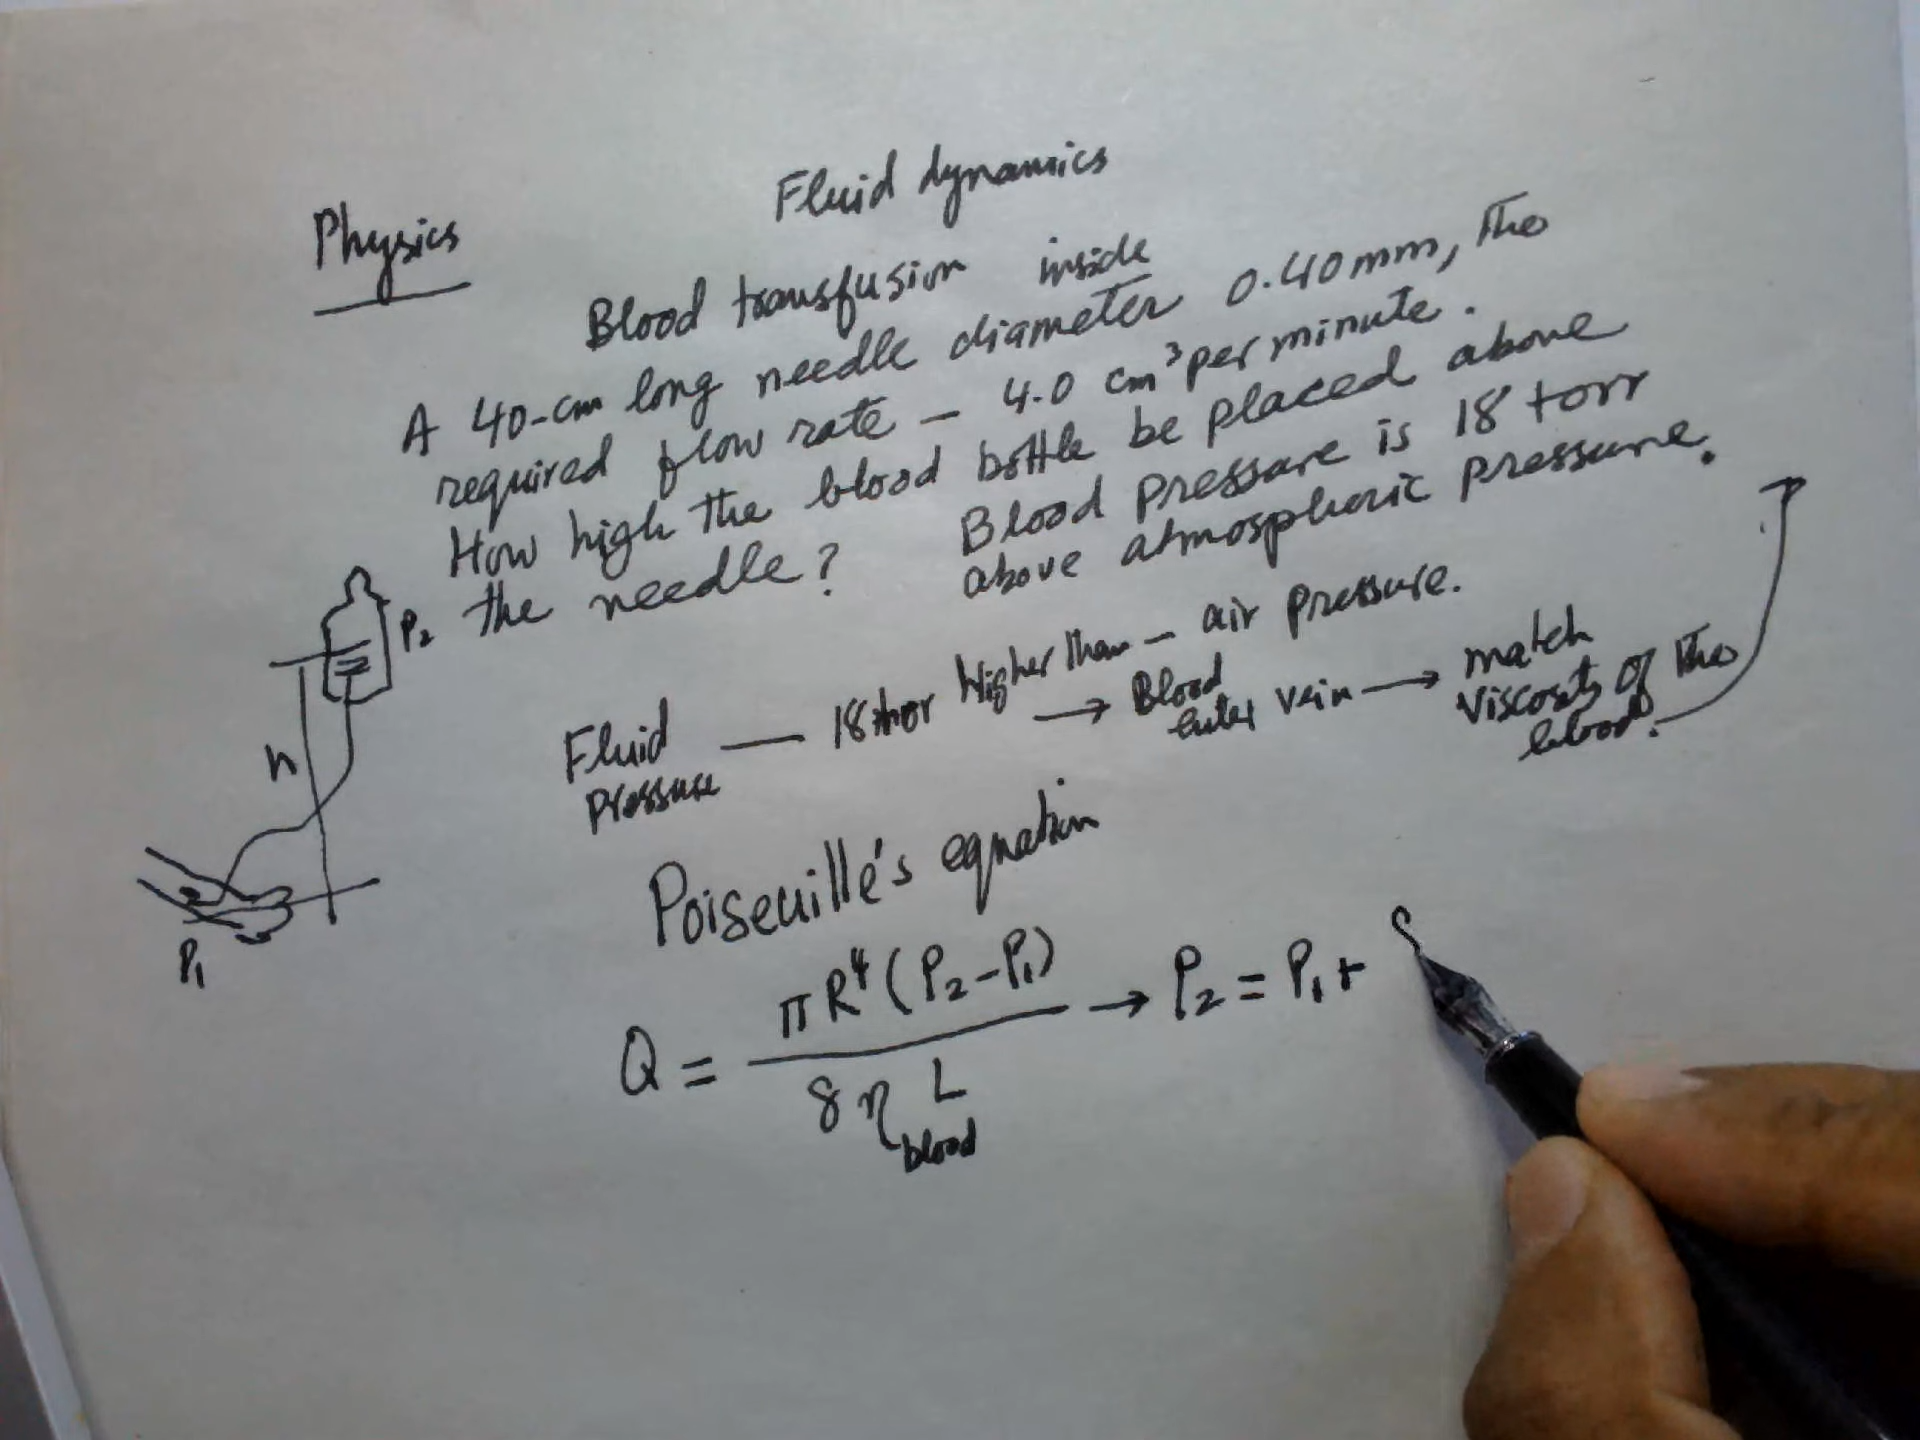 Fluid dynamics
Physics
Blood transfusion
A 40-cm long needle inside diameter 0.40mm, The
required flow rate – 4.0 cm³ per minute.
How high the blood bottle be placed above
the needle? Blood pressure is 18 torr
above atmospheric pressure.
Fluid pressure — 18 torr Higher than – air pressure.
→ Blood enter vein → match viscosity of the blood.
P₂
h
P₁
Poiseuille's equation
Q = πR⁴(P₂-P₁) / 8η blood L → P₂ = P₁ +